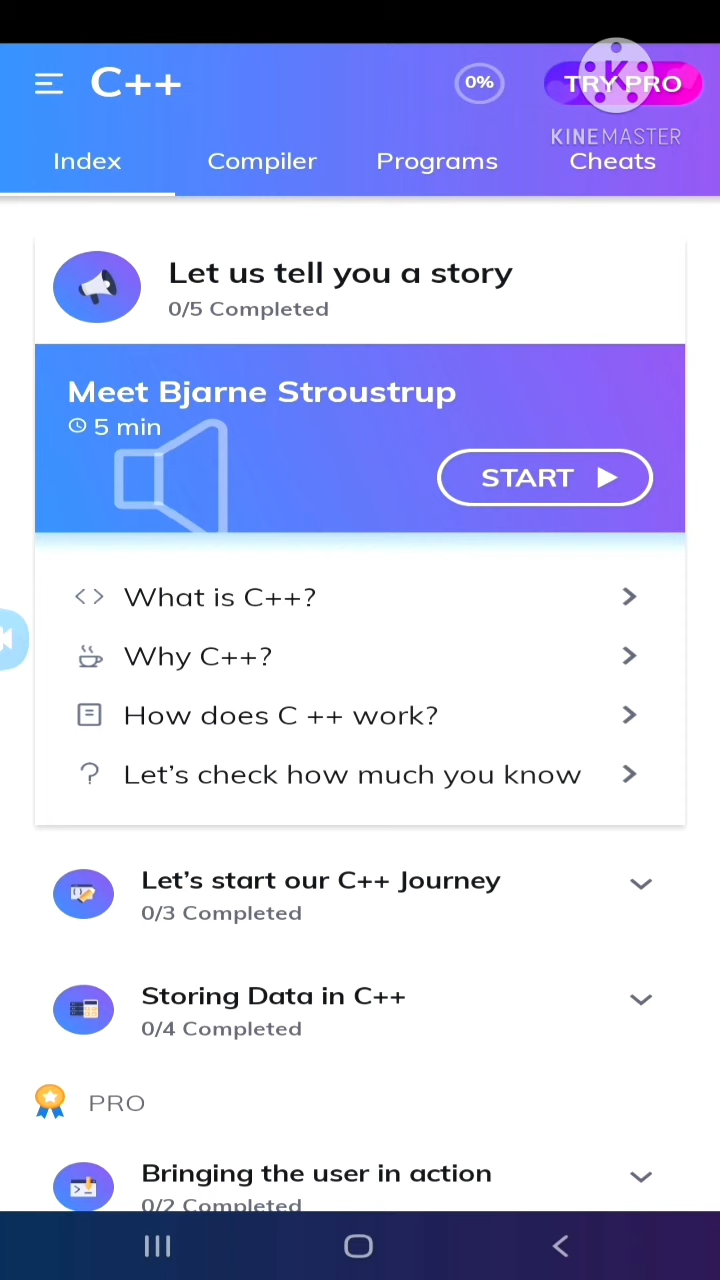 C++
0%
TRY PRO
KINEMASTER
Index
Compiler
Programs
Cheats
Let us tell you a story
0/5 Completed
Meet Bjarne Stroustrup
5 min
START
What is C++?
Why C++?
How does C ++ work?
Let's check how much you know
Let's start our C++ Journey
0/3 Completed
Storing Data in C++
0/4 Completed
PRO
Bringing the user in action
0/2 Completed